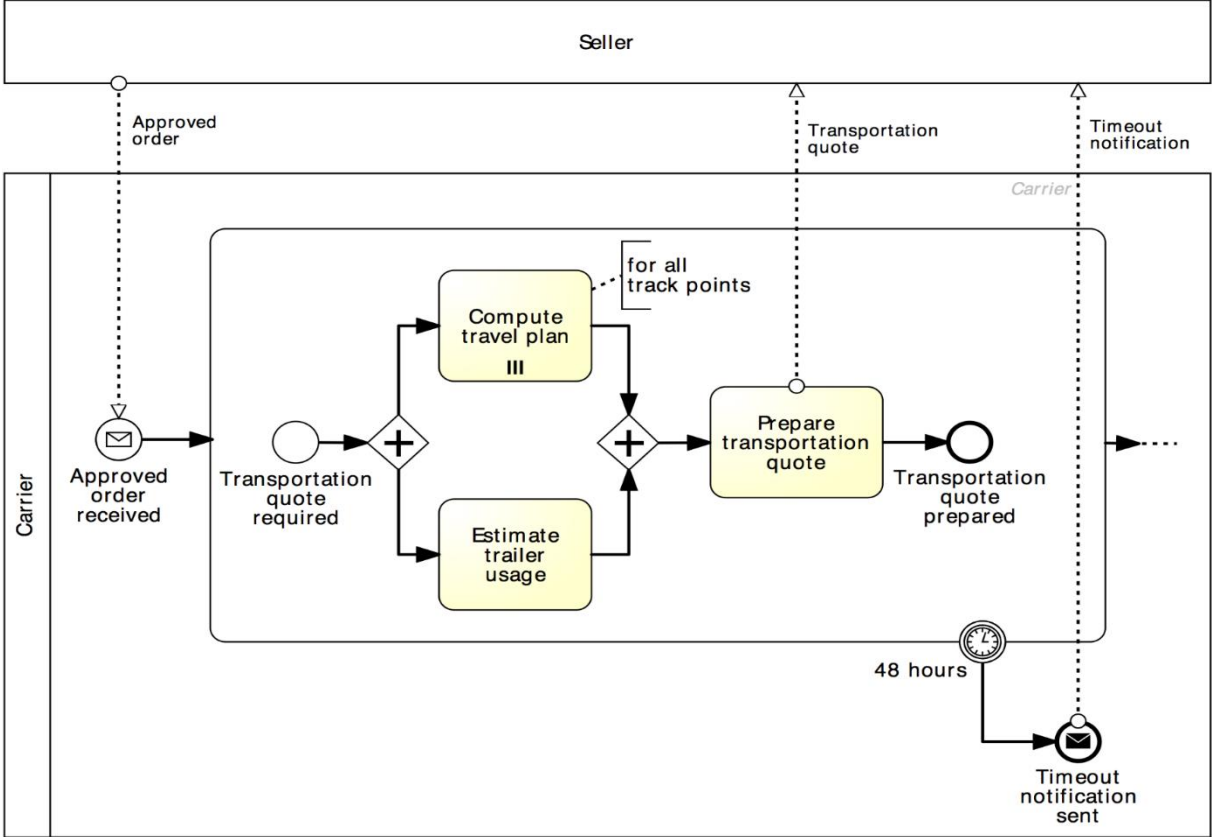 Seller
Approved
order
Transportation
quote
Timeout
notification
Carrier
Carrier
for all
track points
Compute
travel plan
Approved
order
received
Transportation
quote
required
Prepare
transportation
quote
Transportation
quote
prepared
Estimate
trailer
usage
48 hours
Timeout
notification
sent